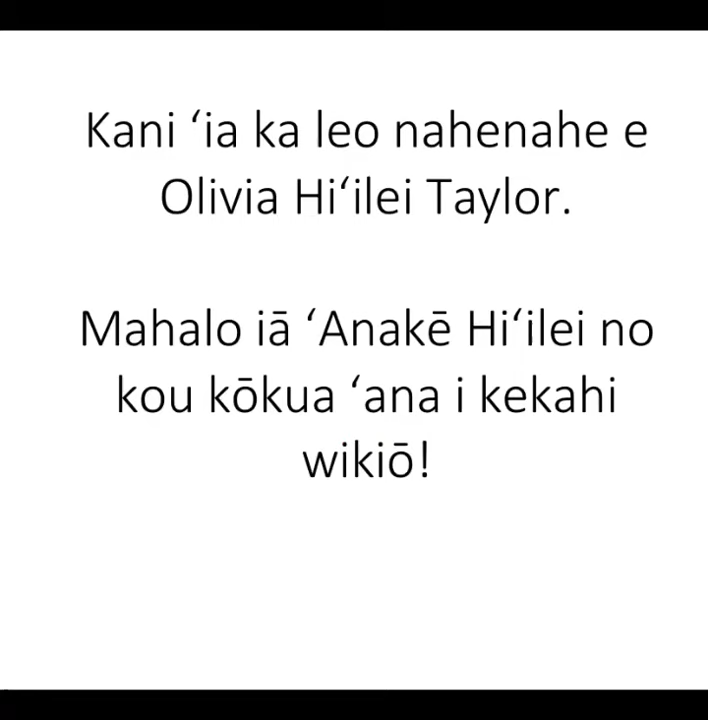 Kani ʻia ka leo nahenahe e
Olivia Hiʻilei Taylor.
Mahalo iā ʻAnakē Hiʻilei no
kou kōkua ʻana i kekahi
wikiō!